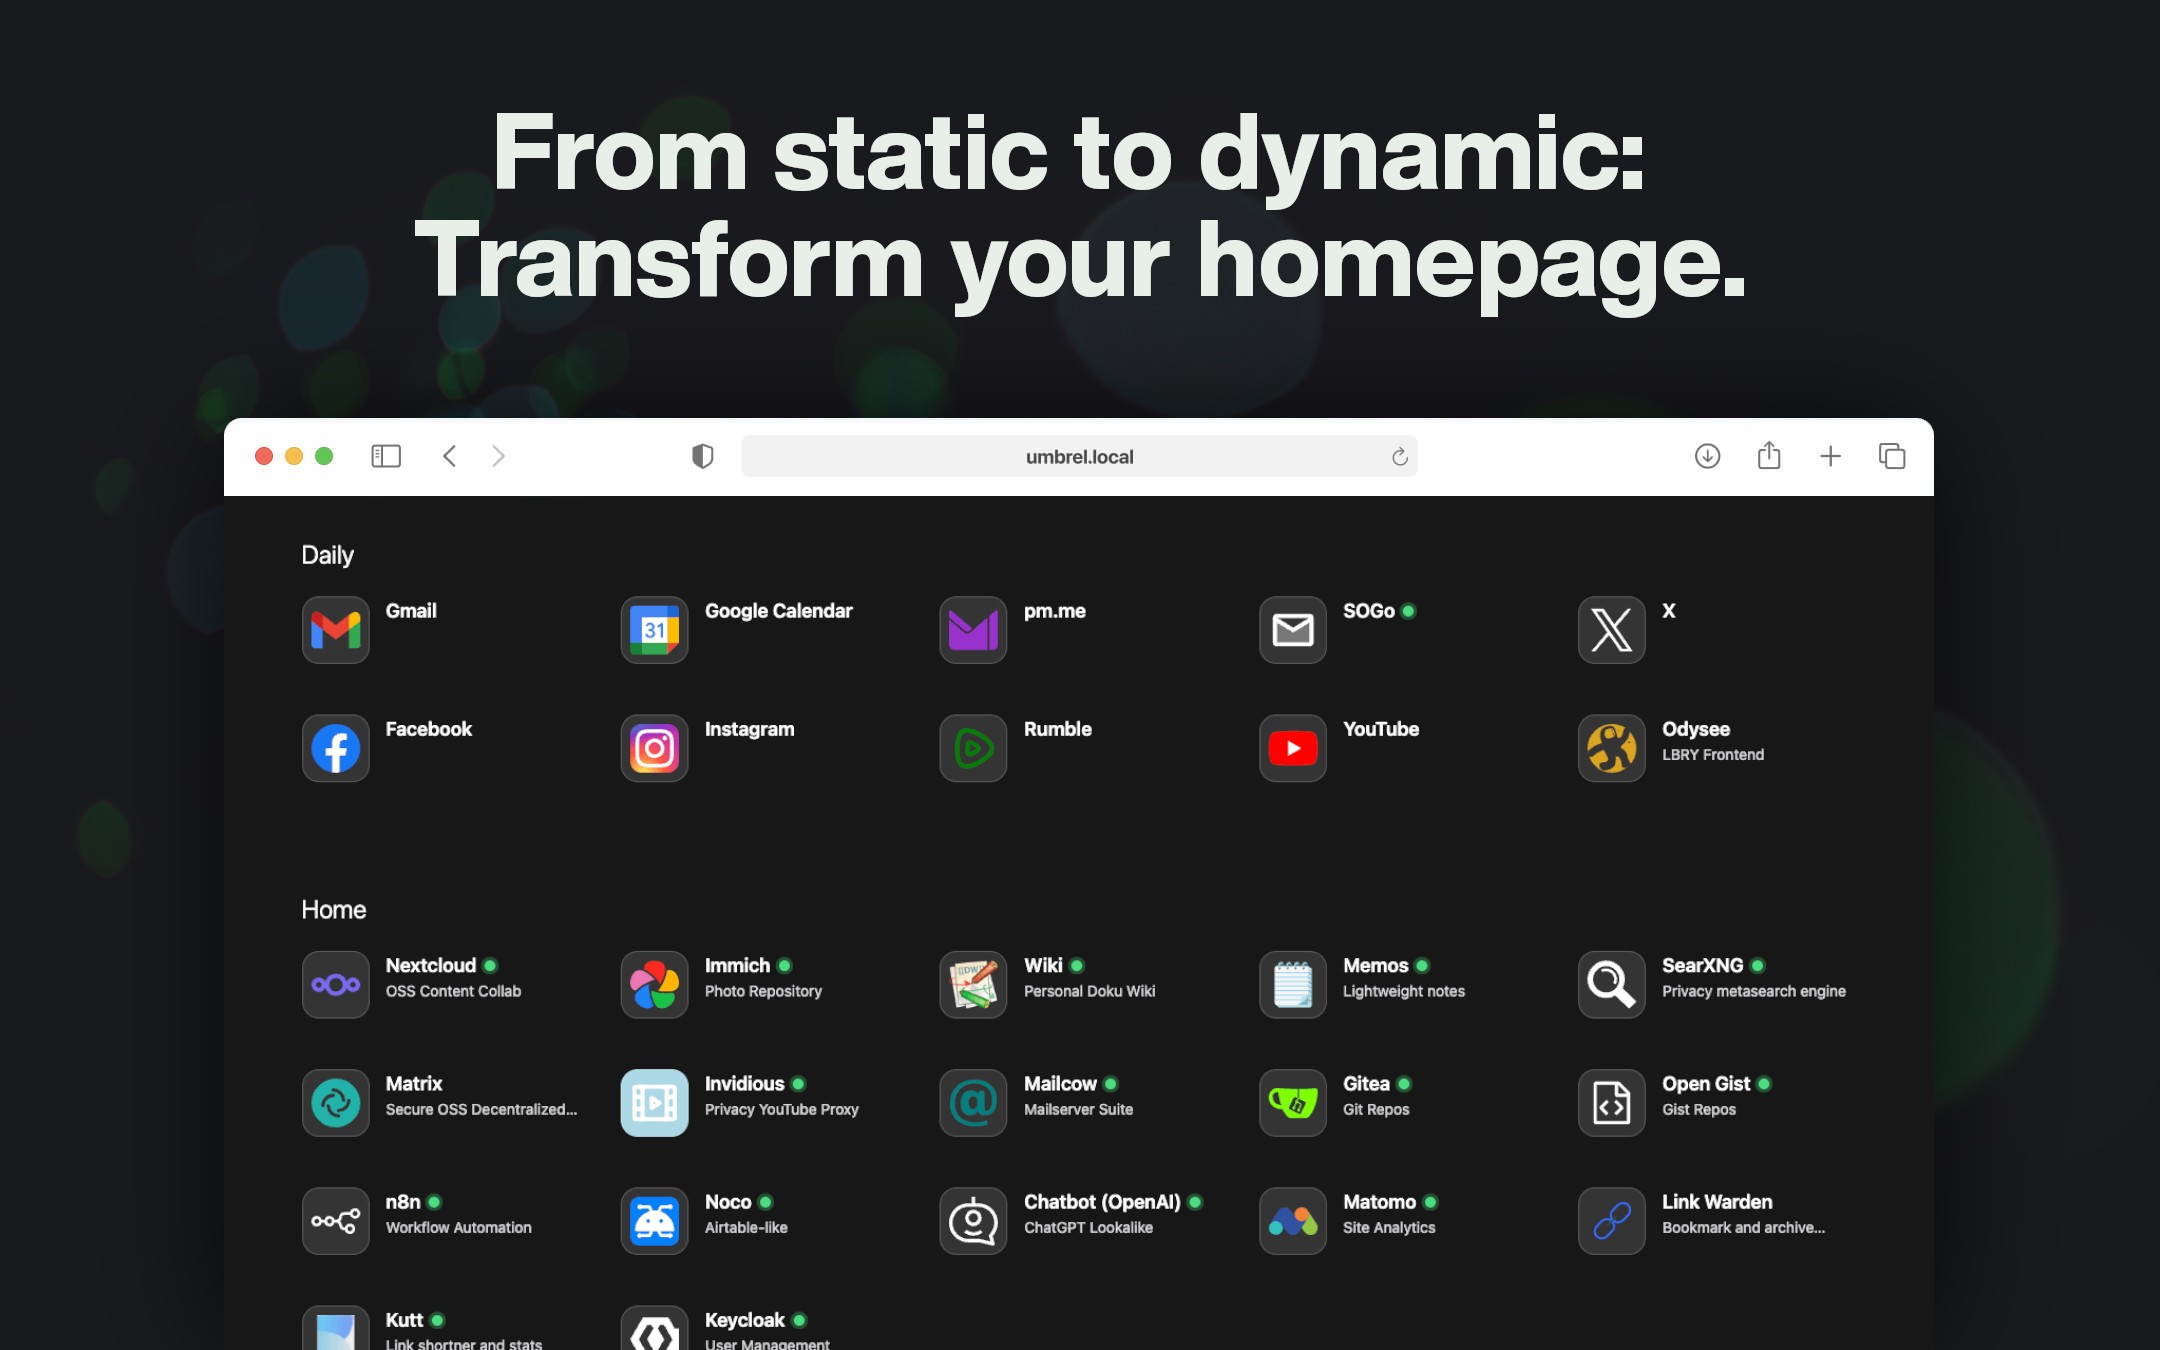 From static to dynamic:
Transform your homepage.
umbrel.local
Daily
Gmail
Google Calendar
31
pm.me
SOGo
X
Facebook
Instagram
Rumble
YouTube
Odysee
LBRY Frontend
Home
Nextcloud
OSS Content Collab
Immich
Photo Repository
Wiki
Personal Doku Wiki
Memos
Lightweight notes
SearXNG
Privacy metasearch engine
Matrix
Secure OSS Decentralized...
Invidious
Privacy YouTube Proxy
Mailcow
Mailserver Suite
Gitea
Git Repos
Open Gist
Gist Repos
n8n
Workflow Automation
Noco
Airtable-like
Chatbot (OpenAI)
ChatGPT Lookalike
Matomo
Site Analytics
Link Warden
Bookmark and archive...
Kutt
Link shortner and stats
Keycloak
User Management